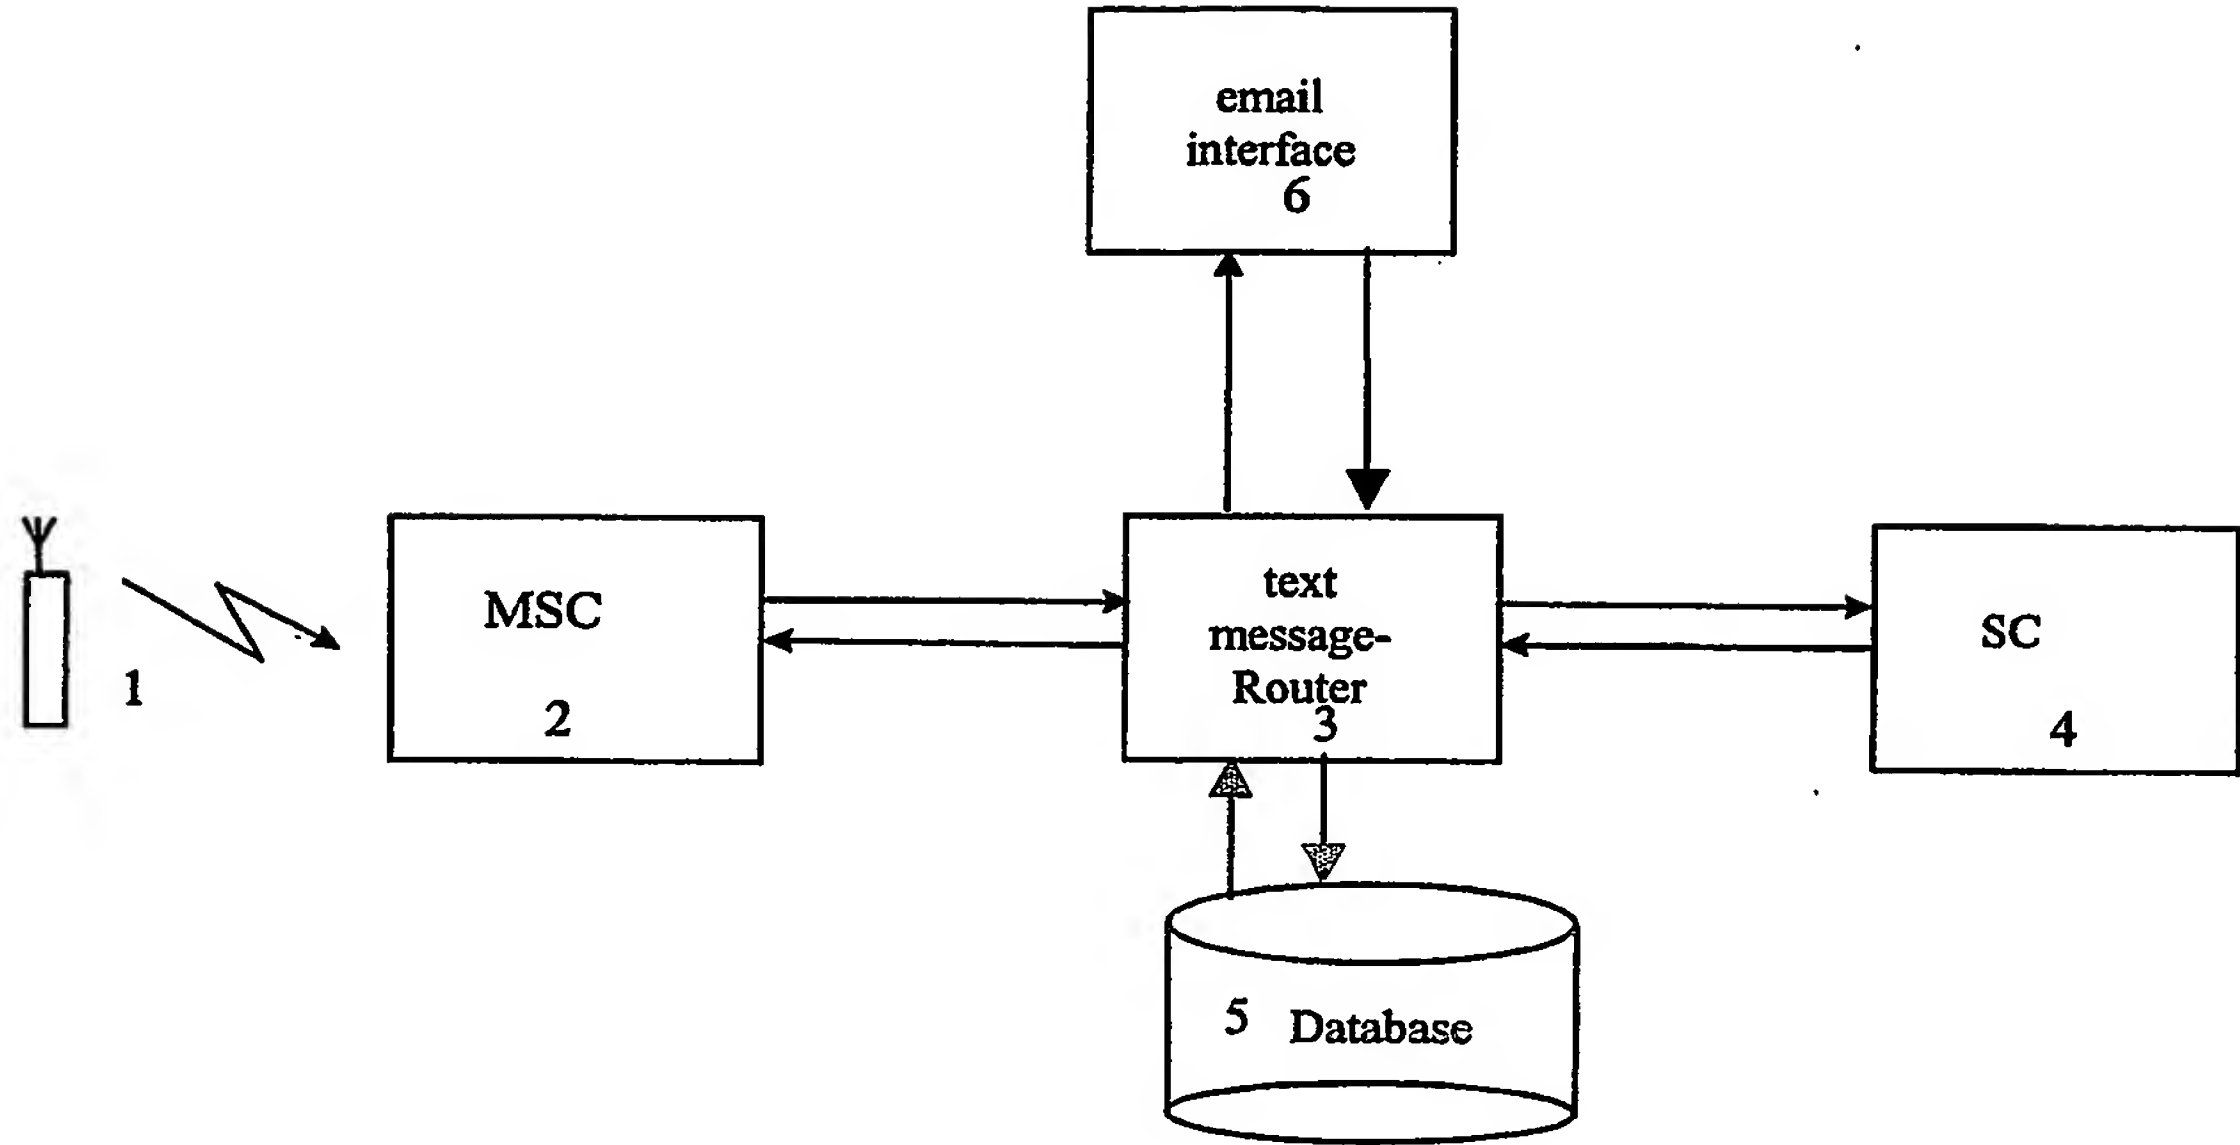 email
interface
6
1
MSC
2
text
message-
Router
3
SC
4
5 Database